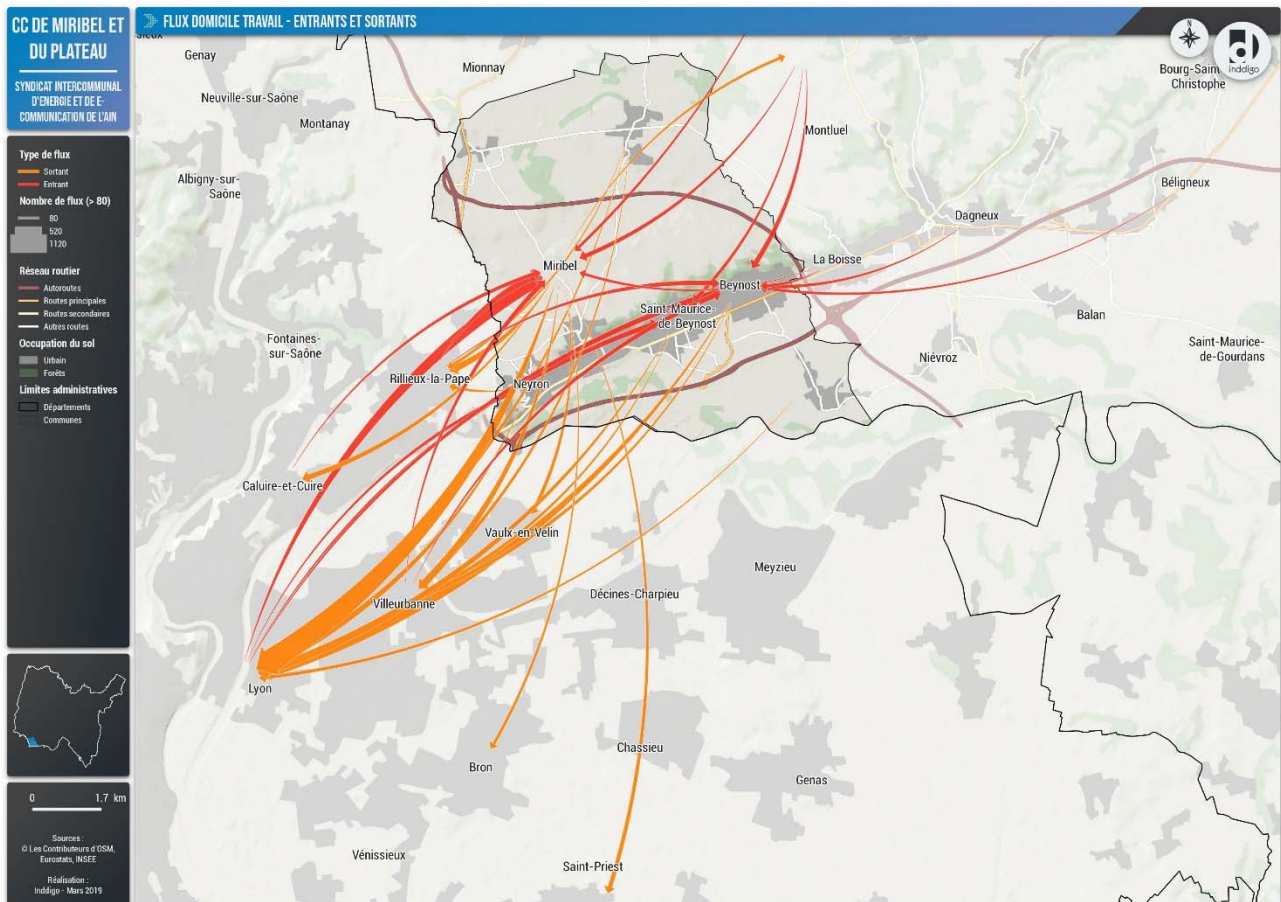 CC DE MIRIBEL ET
DU PLATEAU
SYNDICAT INTERCOMMUNAL
D'ENERGIE ET DE E-
COMMUNICATION DE L'AIN
FLUX DOMICILE TRAVAIL - ENTRANTS ET SORTANTS
N
inddigo
Type de flux
Sortant
Entrant
Nombre de flux (> 80)
80
520
1120
Réseau routier
Autoroutes
Routes principales
Routes secondaires
Autres routes
Occupation du sol
Urbain
Forêts
Limites administratives
Départements
Communes
0 1.7 km
Sources :
© Les Contributeurs d'OSM,
Eurostats, INSEE
Réalisation :
Inddigo - Mars 2019
Genay
Mionnay
Neuville-sur-Saône
Montanay
Bourg-Saint-
Christophe
Montluel
Albigny-sur-
Saône
Béligneux
Dagneux
La Boisse
Miribel
Beynost
Saint-Maurice-
de-Beynost
Balan
Fontaines-
sur-Saône
Niévroz
Saint-Maurice-
de-Gourdans
Rillieux-la-Pape
Neyron
Caluire-et-Cuire
Vaulx-en-Velin
Meyzieu
Décines-Charpieu
Villeurbanne
Lyon
Chassieu
Bron
Genas
Vénissieux
Saint-Priest